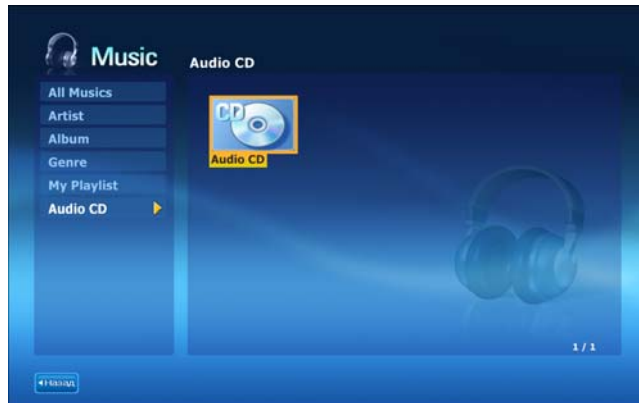 Music
Audio CD
All Musics
Artist
Album
Genre
My Playlist
Audio CD
CD
Audio CD
1 / 1
Назад